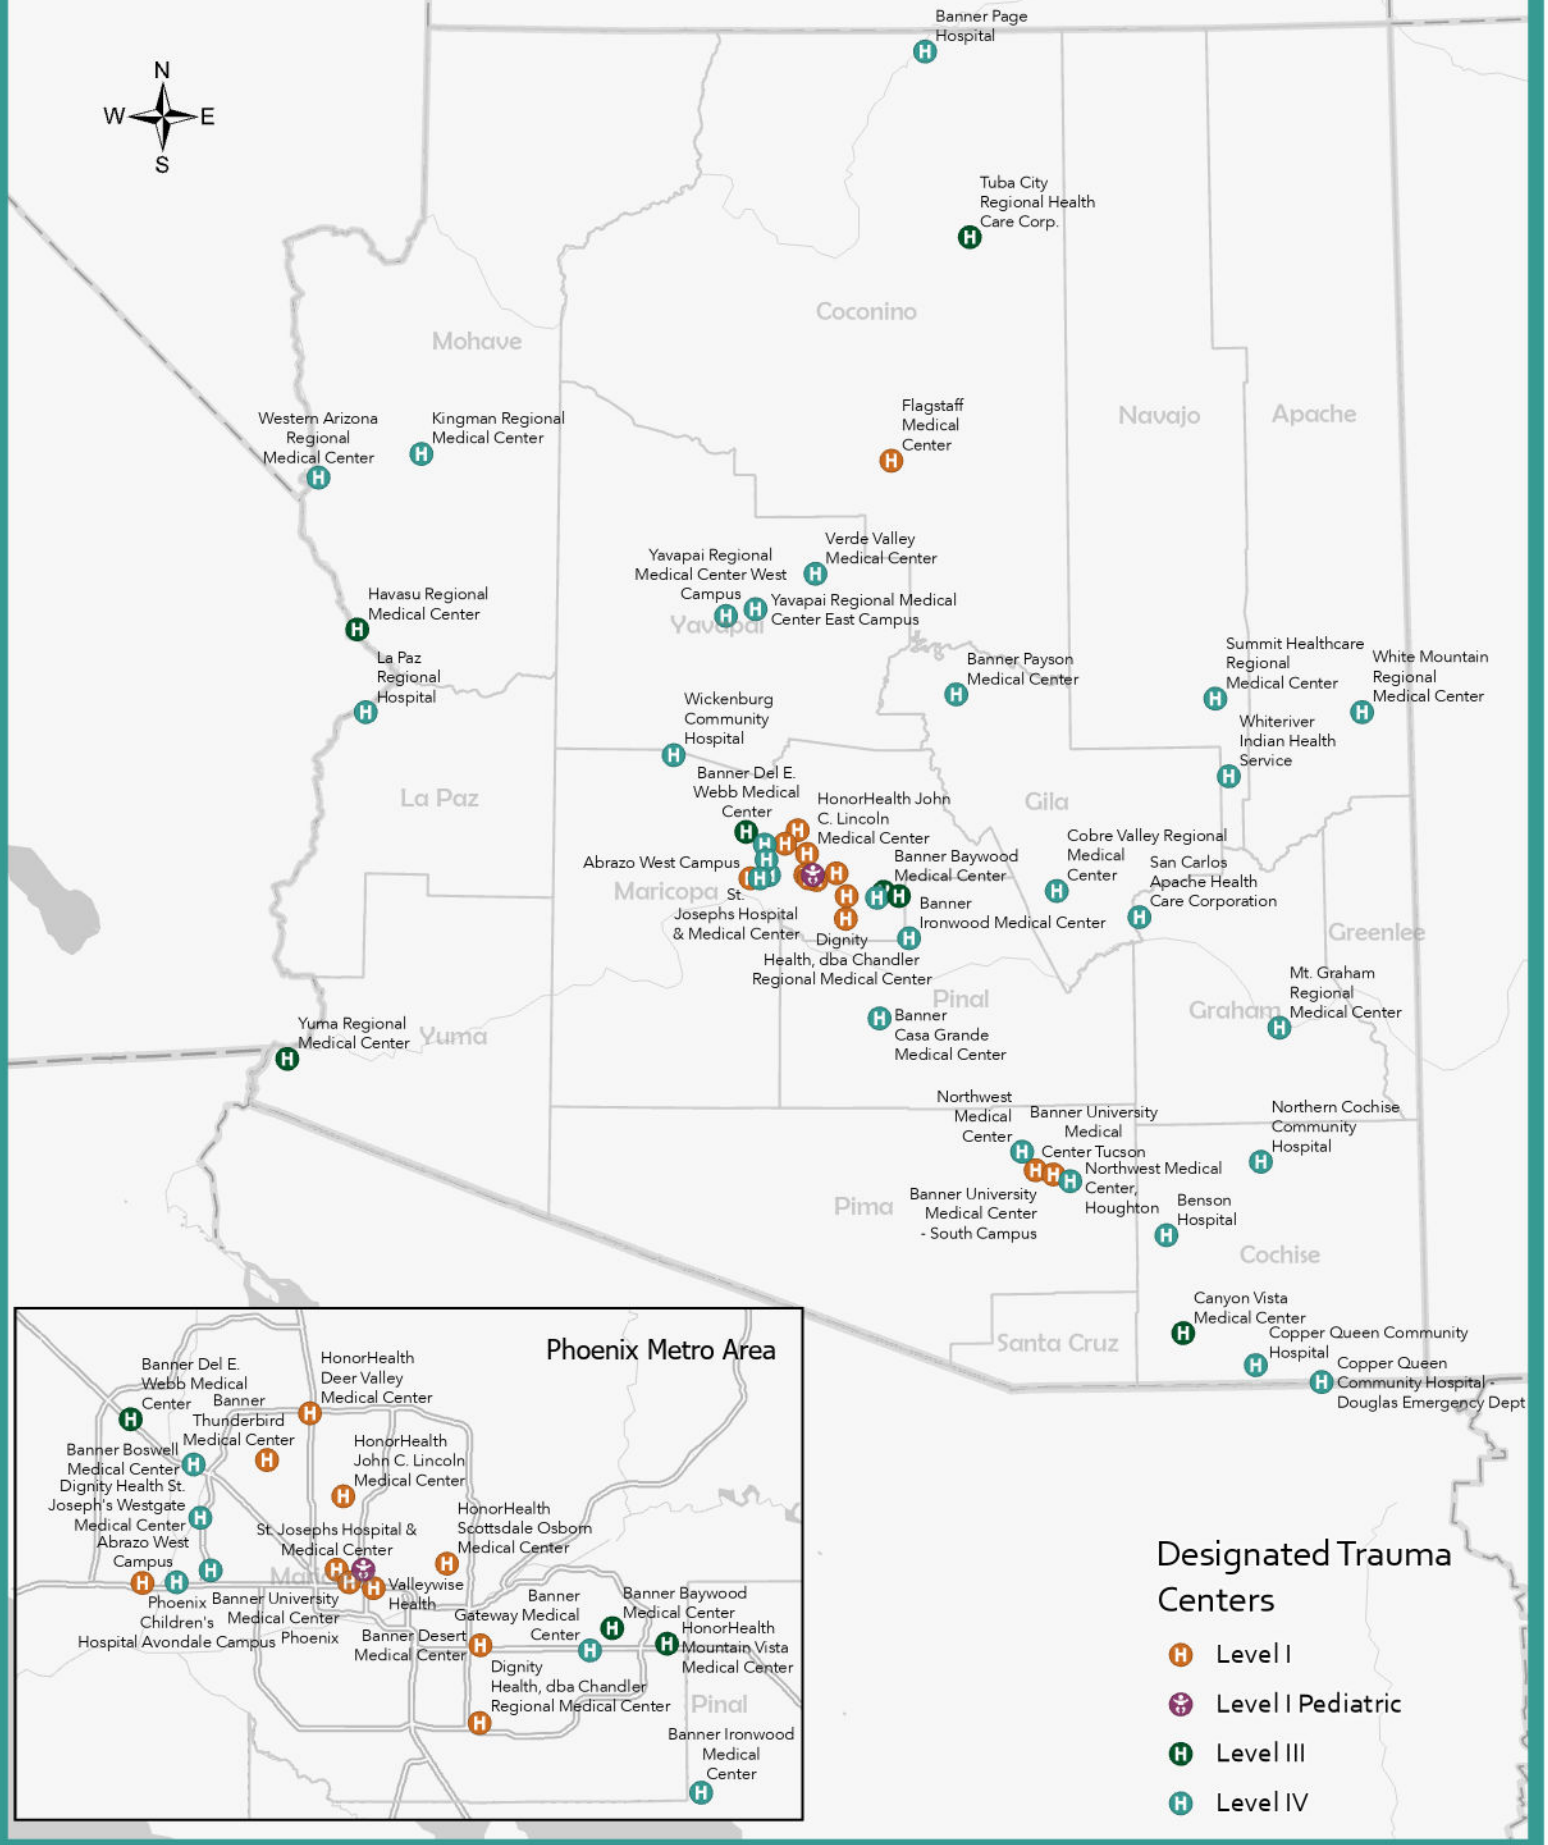 Banner Page
Hospital
N
W
E
S
Tuba City
Regional Health
Care Corp.
Coconino
Mohave
Navajo
Apache
Flagstaff
Medical
Center
Western Arizona
Regional
Medical Center
Kingman Regional
Medical Center
Verde Valley
Medical Center
Yavapai Regional
Medical Center West
Campus
Yavapai Regional Medical
Center East Campus
Yavapai
Havasu Regional
Medical Center
La Paz
Regional
Hospital
Banner Payson
Medical Center
Summit Healthcare
Regional
Medical Center
White Mountain
Regional
Medical Center
Whiteriver
Indian Health
Service
Wickenburg
Community
Hospital
Banner Del E.
Webb Medical
Center
La Paz
HonorHealth John
C. Lincoln
Medical Center
Gila
Abrazo West Campus
Maricopa
Banner Baywood
Medical Center
Cobre Valley Regional
Medical
Center
San Carlos
Apache Health
Care Corporation
St.
Josephs Hospital
& Medical Center
Banner
Ironwood Medical Center
Dignity
Health, dba Chandler
Regional Medical Center
Greenlee
Pinal
Graham
Mt. Graham
Regional
Medical Center
Banner
Casa Grande
Medical Center
Yuma Regional
Medical Center
Yuma
Northwest
Medical
Center
Banner University
Medical
Center Tucson
Northwest Medical
Center,
Houghton
Banner University
Medical Center
- South Campus
Northern Cochise
Community
Hospital
Pima
Benson
Hospital
Cochise
Canyon Vista
Medical Center
Santa Cruz
Copper Queen Community
Hospital
Copper Queen
Community Hospital -
Douglas Emergency Dept
Phoenix Metro Area
Banner Del E.
Webb Medical
Center
HonorHealth
Deer Valley
Medical Center
Banner
Thunderbird
Medical Center
Banner Boswell
Medical Center
HonorHealth
John C. Lincoln
Medical Center
Dignity Health St.
Joseph's Westgate
Medical Center
HonorHealth
Scottsdale Osborn
Medical Center
St. Josephs Hospital &
Medical Center
Abrazo West
Campus
Valleywise
Health
Phoenix
Children's
Hospital Avondale Campus
Banner University
Medical Center
Phoenix
Banner
Gateway Medical
Center
Banner Baywood
Medical Center
HonorHealth
Mountain Vista
Medical Center
Banner Desert
Medical Center
Dignity
Health, dba Chandler
Regional Medical Center
Pinal
Banner Ironwood
Medical
Center
Designated Trauma
Centers
H Level I
Level I Pediatric
H Level III
H Level IV